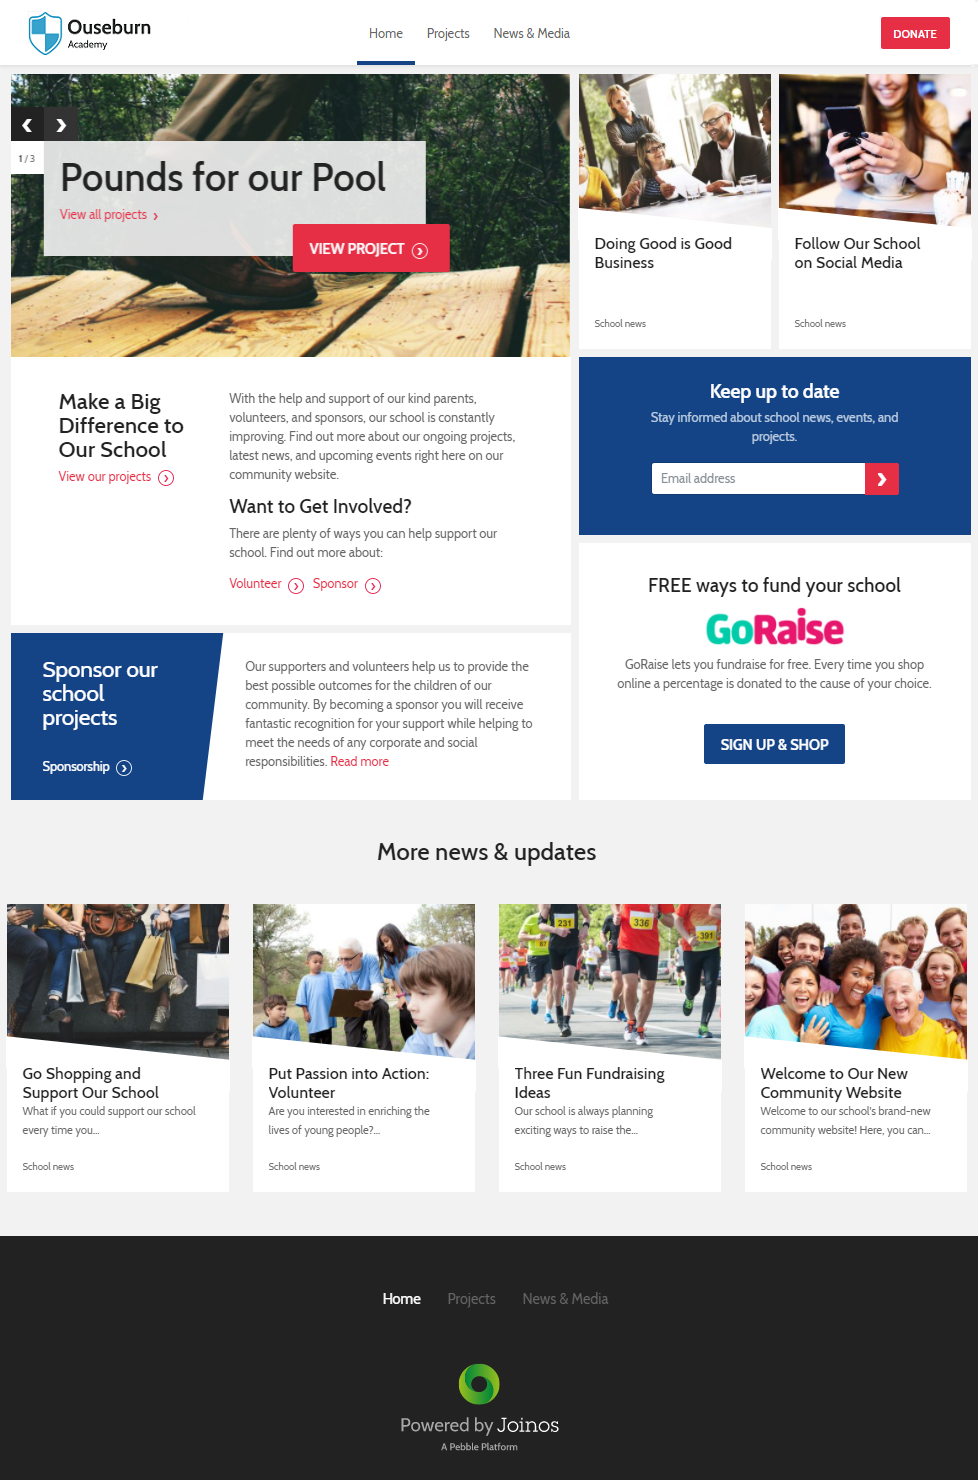 Ouseburn
Academy
Home
Projects
News & Media
DONATE
1 / 3
Pounds for our Pool
View all projects
VIEW PROJECT
Doing Good is Good
Business
School news
Follow Our School
on Social Media
School news
Make a Big
Difference to
Our School
View our projects
With the help and support of our kind parents,
volunteers, and sponsors, our school is constantly
improving. Find out more about our ongoing projects,
latest news, and upcoming events right here on our
community website.
Want to Get Involved?
There are plenty of ways you can help support our
school. Find out more about:
Volunteer
Sponsor
Keep up to date
Stay informed about school news, events, and
projects.
Email address
FREE ways to fund your school
GoRaise
GoRaise lets you fundraise for free. Every time you shop
online a percentage is donated to the cause of your choice.
SIGN UP & SHOP
Sponsor our
school
projects
Sponsorship
Our supporters and volunteers help us to provide the
best possible outcomes for the children of our
community. By becoming a sponsor you will receive
fantastic recognition for your support while helping to
meet the needs of any corporate and social
responsibilities. Read more
More news & updates
Go Shopping and
Support Our School
What if you could support our school
every time you...
School news
Put Passion into Action:
Volunteer
Are you interested in enriching the
lives of young people?...
School news
67
231
336
391
Three Fun Fundraising
Ideas
Our school is always planning
exciting ways to raise the...
School news
Welcome to Our New
Community Website
Welcome to our school's brand-new
community website! Here, you can...
School news
Home
Projects
News & Media
Powered by Joinos
A Pebble Platform